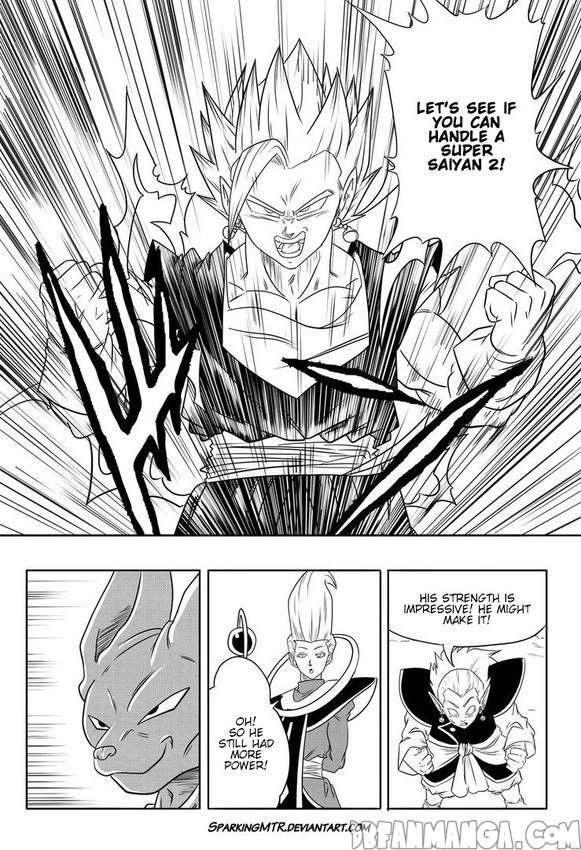 LET'S SEE IF
YOU CAN
HANDLE A
SUPER
SAIYAN 2!
OH!
SO HE
STILL HAD
MORE
POWER!
HIS STRENGTH IS
IMPRESSIVE! HE MIGHT
MAKE IT!
SPARKINGMTR.DEVIANTART.COM
DBFANMANGA.COM